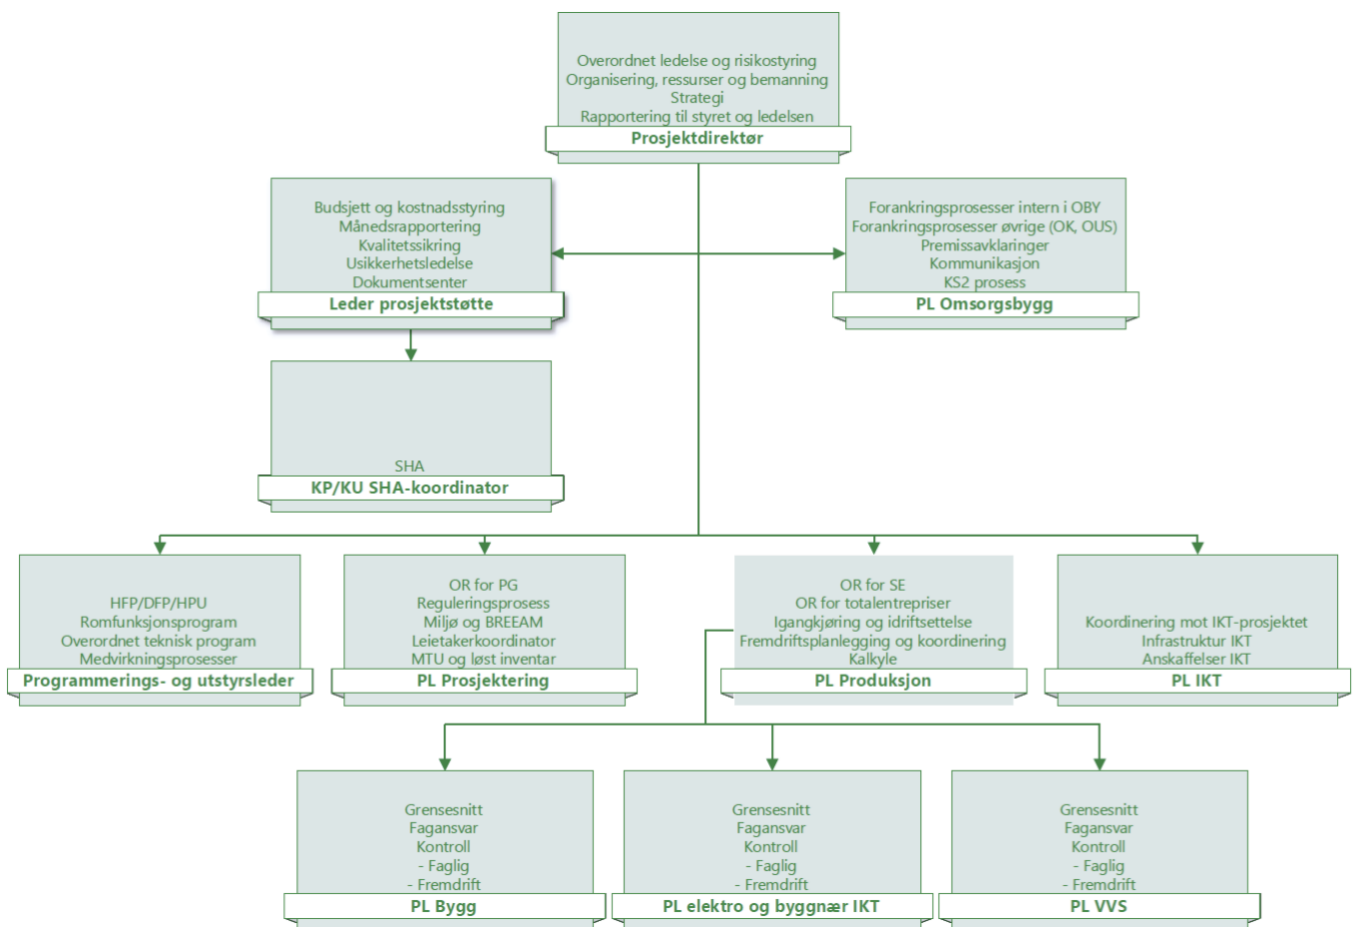 Overordnet ledelse og risikostyring
Organisering, ressurser og bemanning
Strategi
Rapportering til styret og ledelsen
Prosjektdirektør
Budsjett og kostnadsstyring
Månedsrapportering
Kvalitetssikring
Usikkerhetsledelse
Dokumentsenter
Leder prosjektstøtte
Forankringsprosesser intern i OBY
Forankringsprosesser øvrige (OK, OUS)
Premissavklaringer
Kommunikasjon
KS2 prosess
PL Omsorgsbygg
SHA
KP/KU SHA-koordinator
HFP/DFP/HPU
Romfunksjonsprogram
Overordnet teknisk program
Medvirkningsprosesser
Programmerings- og utstyrsleder
OR for PG
Reguleringsprosess
Miljø og BREEAM
Leietakerkoordinator
MTU og løst inventar
PL Prosjektering
OR for SE
OR for totalentrepriser
Igangkjøring og idriftsettelse
Fremdriftsplanlegging og koordinering
Kalkyle
PL Produksjon
Koordinering mot IKT-prosjektet
Infrastruktur IKT
Anskaffelser IKT
PL IKT
Grensesnitt
Fagansvar
Kontroll
- Faglig
- Fremdrift
PL Bygg
Grensesnitt
Fagansvar
Kontroll
- Faglig
- Fremdrift
PL elektro og byggnær IKT
Grensesnitt
Fagansvar
Kontroll
- Faglig
- Fremdrift
PL VVS